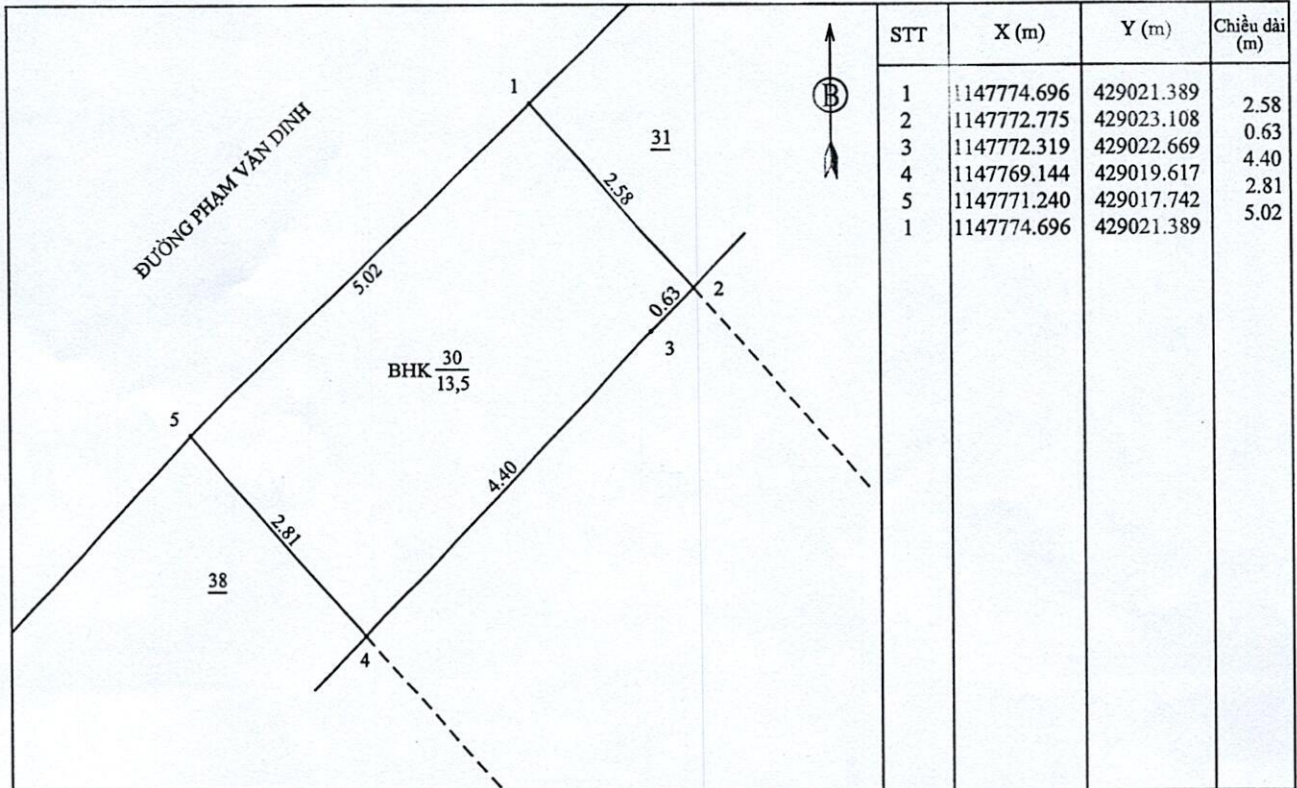 ĐƯỜNG PHẠM VĂN DINH
1
31
2.58
B
5.02
2
0.63
3
BHK 30
13,5
5
4.40
2.81
38
4
STT X (m) Y (m) Chiều dài
(m)
1 1147774.696 429021.389
2.58
2 1147772.775 429023.108
0.63
3 1147772.319 429022.669
4.40
4 1147769.144 429019.617
2.81
5 1147771.240 429017.742
5.02
1 1147774.696 429021.389